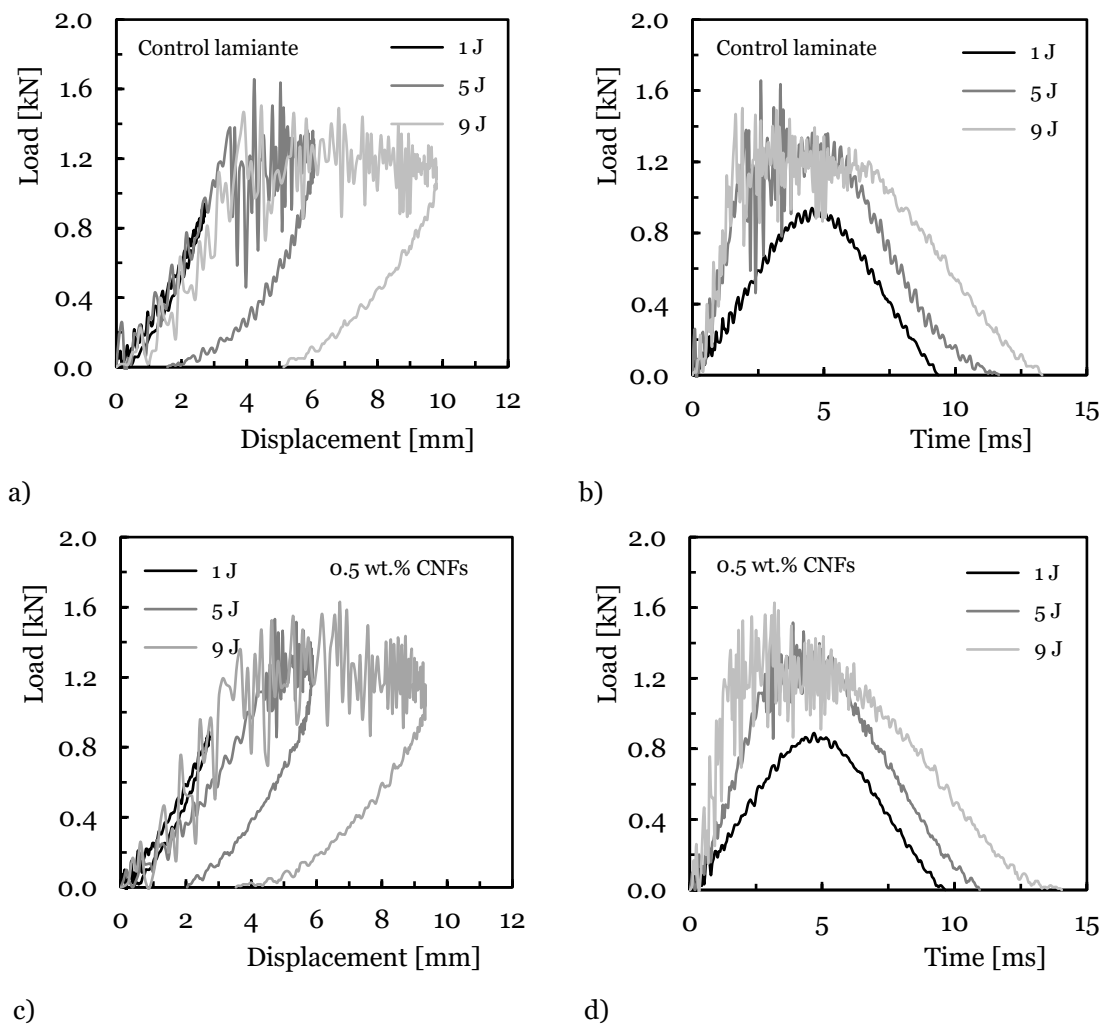 2.0
Control lamiante
1 J
1.6
5 J
9 J
1.2
0.8
0.4
0.0
Load [kN]
0 2 4 6 8 10 12
Displacement [mm]
a)
2.0
Control laminate
1 J
1.6
5 J
9 J
1.2
0.8
0.4
0.0
Load [kN]
0 5 10 15
Time [ms]
b)
2.0
1 J
0.5 wt.% CNFs
1.6
5 J
9 J
1.2
0.8
0.4
0.0
Load [kN]
0 2 4 6 8 10 12
Displacement [mm]
c)
2.0
0.5 wt.% CNFs
1 J
1.6
5 J
9 J
1.2
0.8
0.4
0.0
Load [kN]
0 5 10 15
Time [ms]
d)